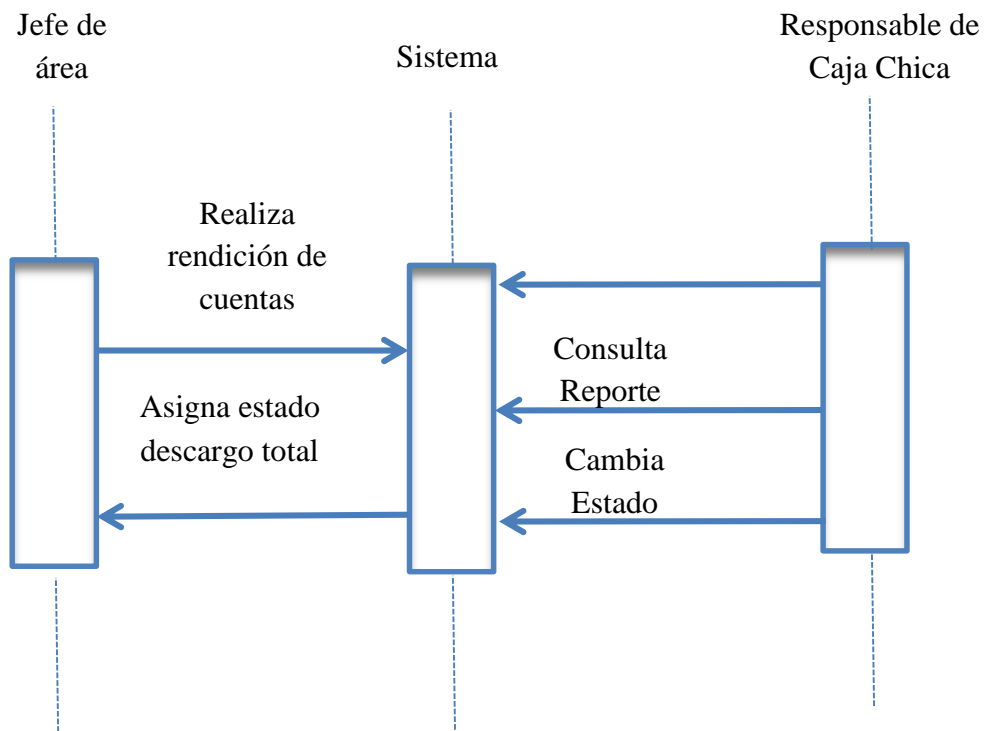 Jefe de
área
Sistema
Responsable de
Caja Chica
Realiza
rendición de
cuentas
Asigna estado
descargo total
Consulta
Reporte
Cambia
Estado